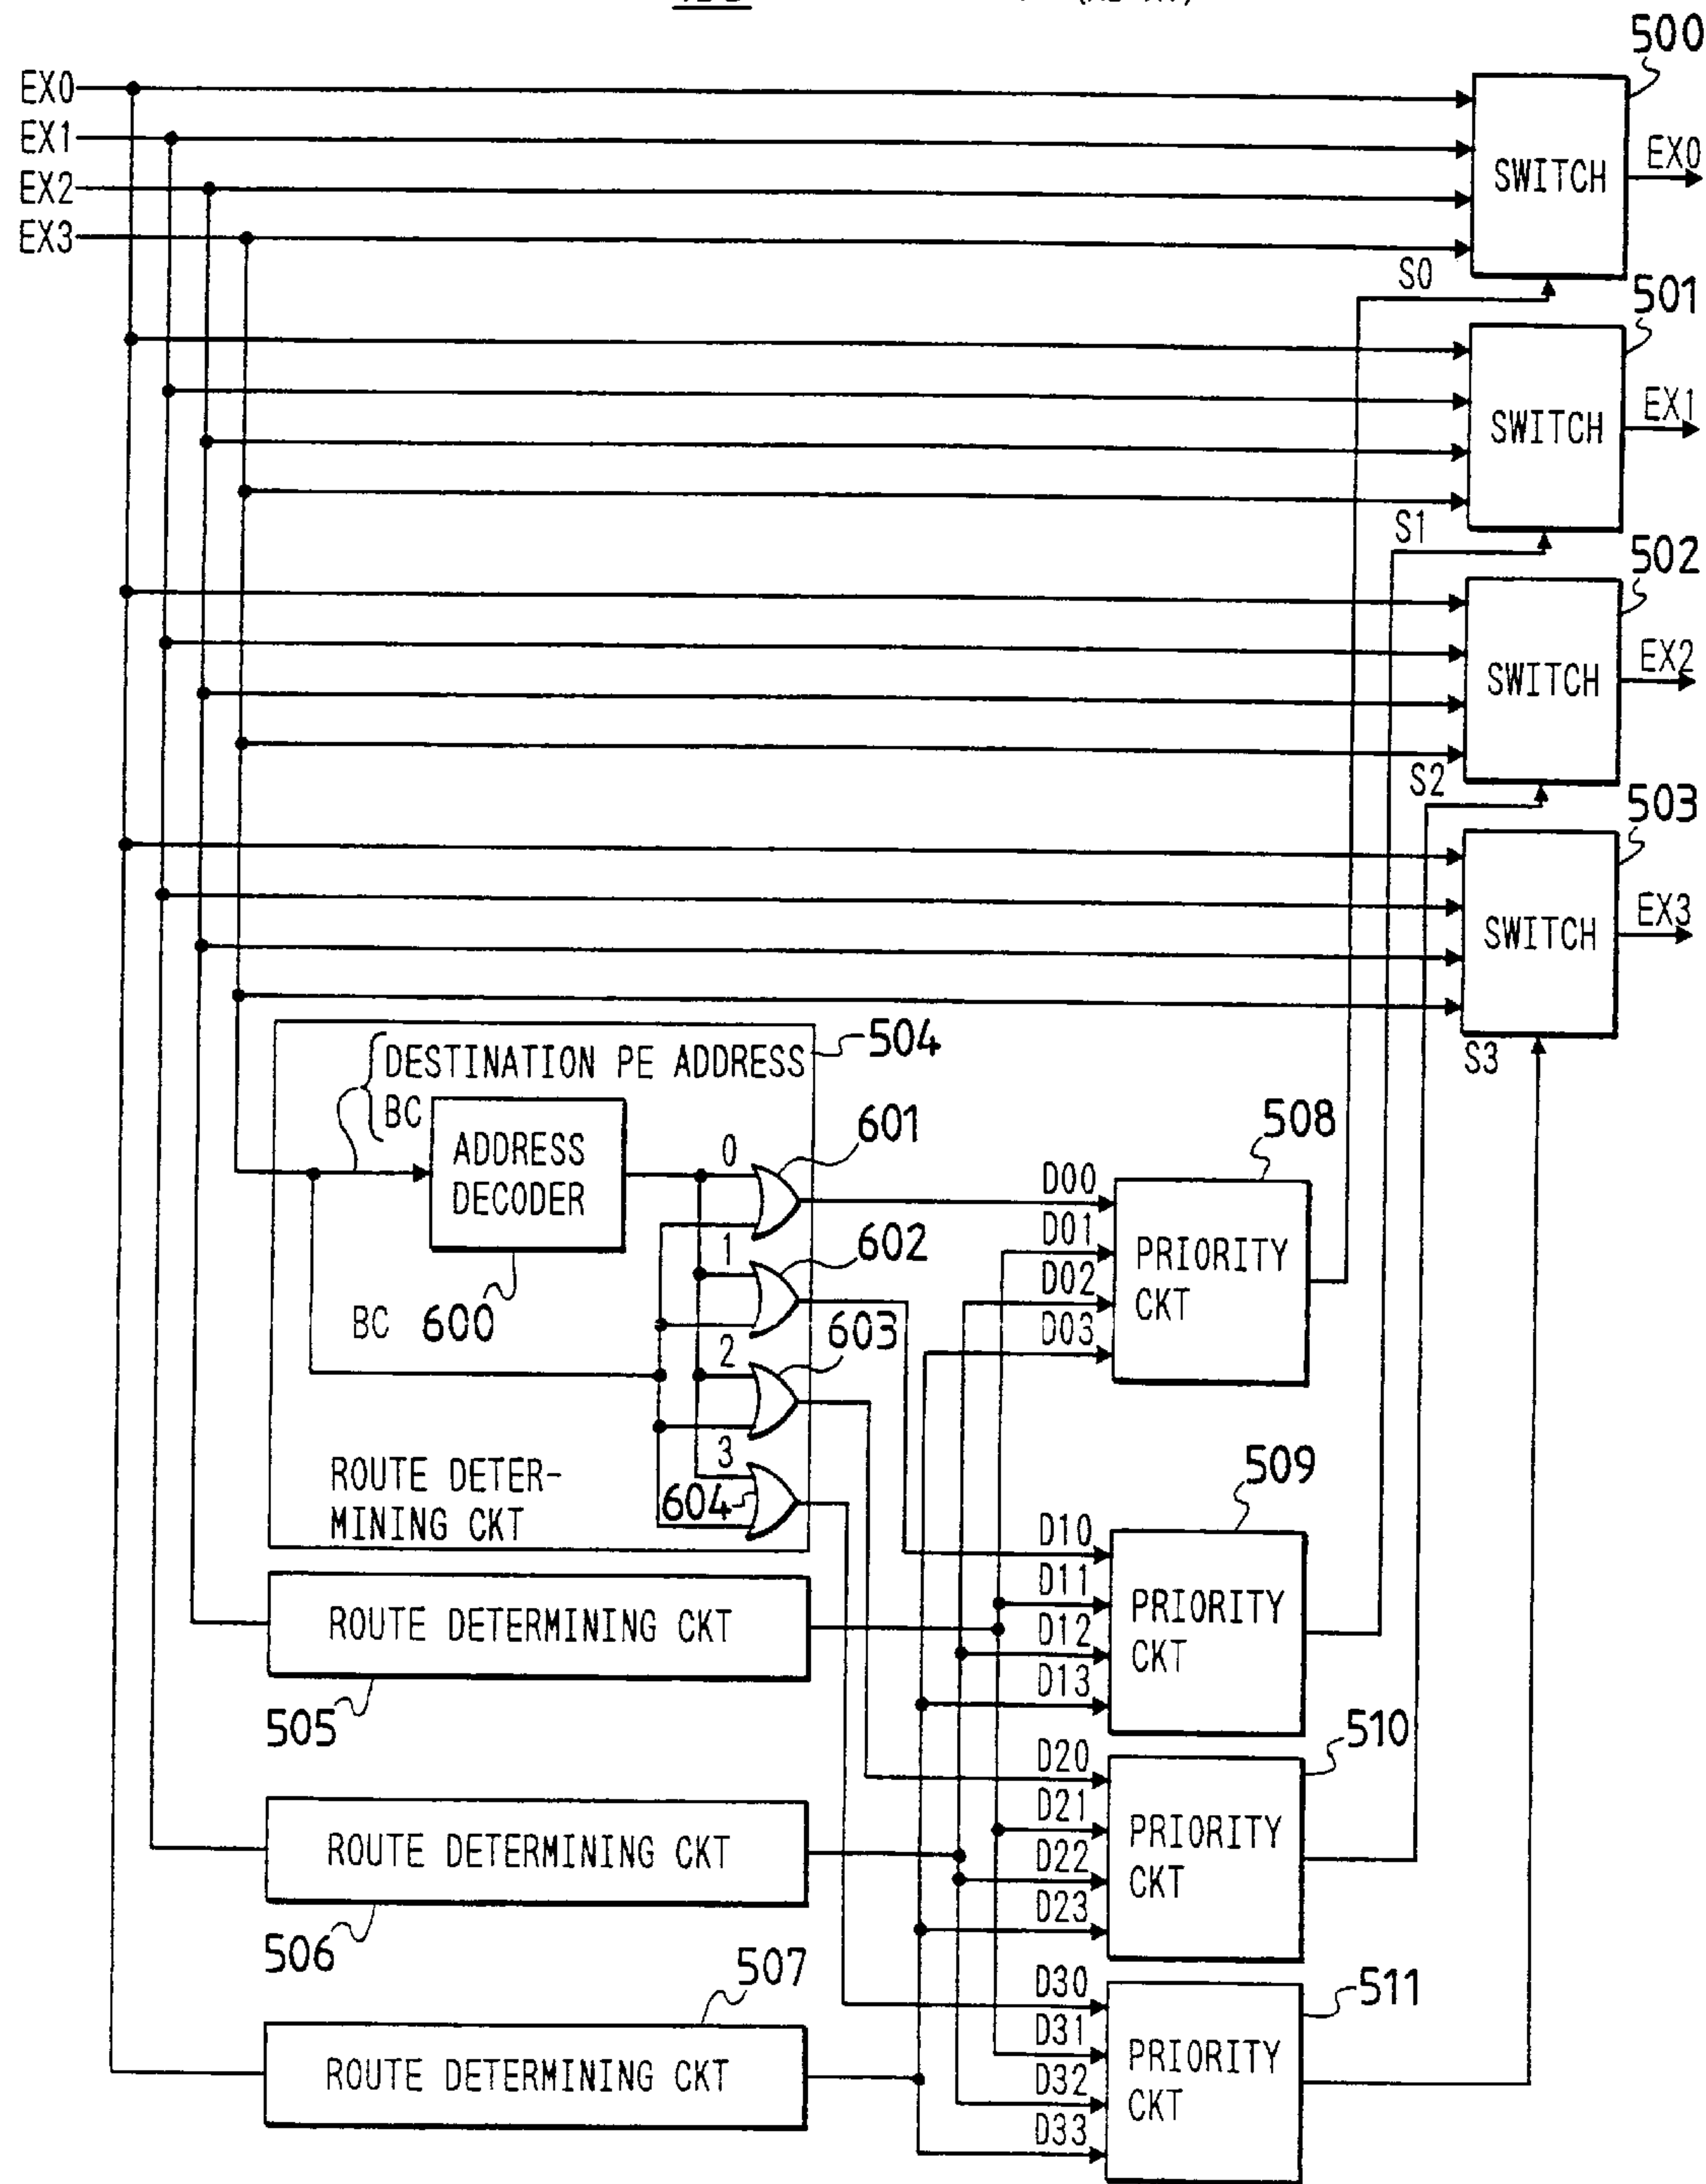 500
EX0
EX1
EX2
EX3
SWITCH
EX0
S0
501
SWITCH
EX1
S1
502
SWITCH
EX2
S2
503
SWITCH
EX3
S3
504
DESTINATION PE ADDRESS
BC
ADDRESS
DECODER
BC 600
0
601
1
602
2
603
3
604
ROUTE DETER-
MINING CKT
508
D00
D01
D02
D03
PRIORITY
CKT
509
D10
D11
D12
D13
PRIORITY
CKT
ROUTE DETERMINING CKT
505
510
D20
D21
D22
D23
PRIORITY
CKT
ROUTE DETERMINING CKT
506
507
511
D30
D31
D32
D33
PRIORITY
CKT
ROUTE DETERMINING CKT